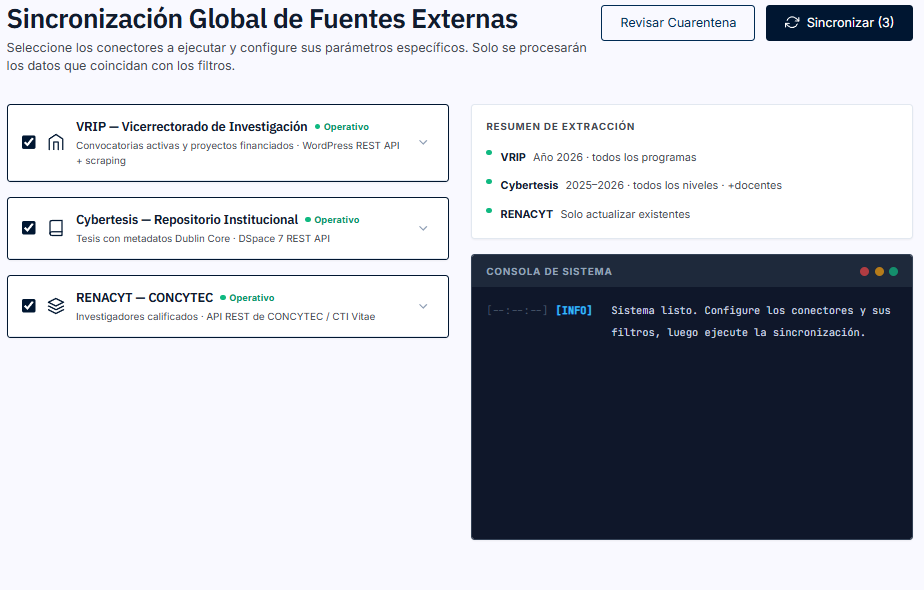 Sincronización Global de Fuentes Externas
Seleccione los conectores a ejecutar y configure sus parámetros específicos. Solo se procesarán
los datos que coincidan con los filtros.
Revisar Cuarentena
Sincronizar (3)
VRIP — Vicerrectorado de Investigación
Operativo
Convocatorias activas y proyectos financiados · WordPress REST API
+ scraping
Cybertesis — Repositorio Institucional
Operativo
Tesis con metadatos Dublin Core · DSpace 7 REST API
RENACYT — CONCYTEC
Operativo
Investigadores calificados · API REST de CONCYTEC / CTI Vitae
RESUMEN DE EXTRACCIÓN
VRIP Año 2026 · todos los programas
Cybertesis 2025–2026 · todos los niveles · +docentes
RENACYT Solo actualizar existentes
CONSOLA DE SISTEMA
[--:--:--] [INFO] Sistema listo. Configure los conectores y sus
filtros, luego ejecute la sincronización.